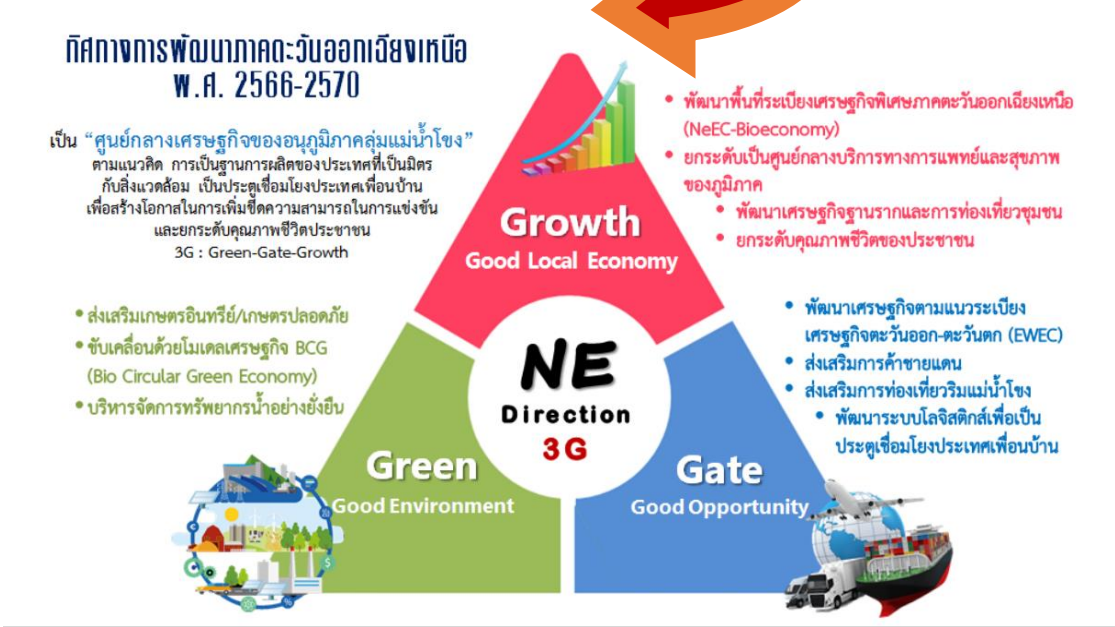 ทิศทางการพัฒนาภาคตะวันออกเฉียงเหนือ
พ.ศ. 2566-2570
เป็น “ศูนย์กลางเศรษฐกิจของอนุภูมิภาคลุ่มแม่น้ำโขง”
ตามแนวคิด การเป็นฐานการผลิตของประเทศที่เป็นมิตร
กับสิ่งแวดล้อม เป็นประตูเชื่อมโยงประเทศเพื่อนบ้าน
เพื่อสร้างโอกาสในการเพิ่มขีดความสามารถในการแข่งขัน
และยกระดับคุณภาพชีวิตประชาชน
3G : Green-Gate-Growth
Growth
Good Local Economy
• พัฒนาพื้นที่ระเบียงเศรษฐกิจพิเศษภาคตะวันออกเฉียงเหนือ
(NeEC-Bioeconomy)
• ยกระดับเป็นศูนย์กลางบริการทางการแพทย์และสุขภาพ
ของภูมิภาค
• พัฒนาเศรษฐกิจฐานรากและการท่องเที่ยวชุมชน
• ยกระดับคุณภาพชีวิตของประชาชน
• ส่งเสริมเกษตรอินทรีย์/เกษตรปลอดภัย
• ขับเคลื่อนด้วยโมเดลเศรษฐกิจ BCG
(Bio Circular Green Economy)
• บริหารจัดการทรัพยากรน้ำอย่างยั่งยืน
NE
Direction
3G
• พัฒนาเศรษฐกิจตามแนวระเบียง
เศรษฐกิจตะวันออก-ตะวันตก (EWEC)
• ส่งเสริมการค้าชายแดน
• ส่งเสริมการท่องเที่ยวริมแม่น้ำโขง
• พัฒนาระบบโลจิสติกส์เพื่อเป็น
ประตูเชื่อมโยงประเทศเพื่อนบ้าน
Green
Good Environment
Gate
Good Opportunity